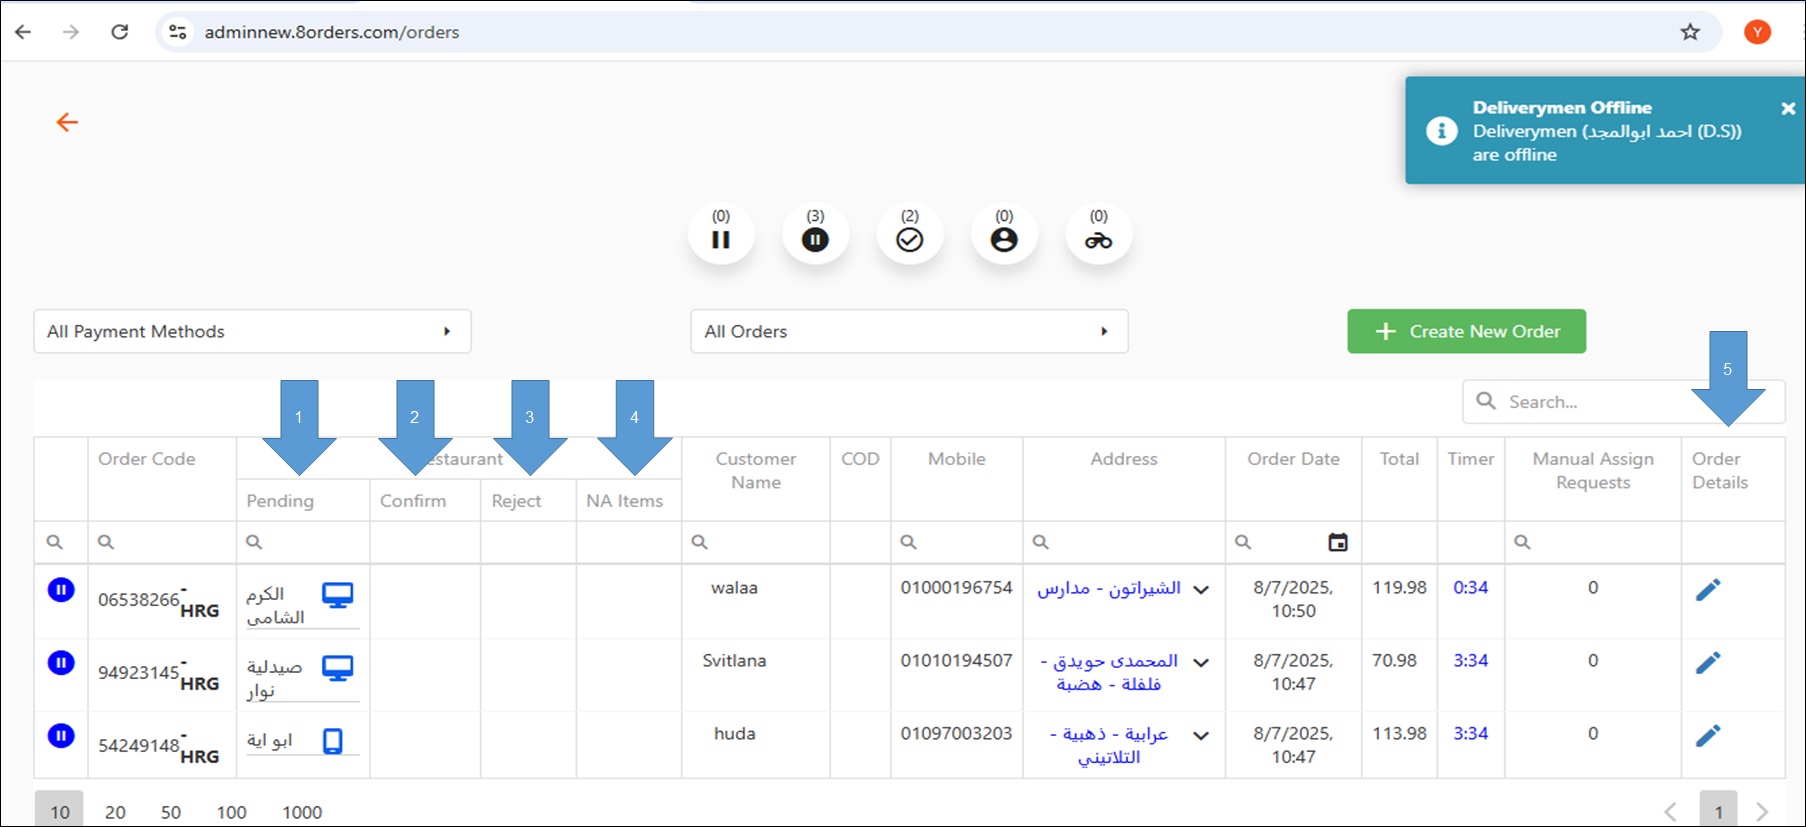 adminnew.8orders.com/orders
Y
Deliverymen Offline
Deliverymen (احمد ابوالمجد (D.S))
are offline
(0)
(3)
(2)
(0)
(0)
All Payment Methods
All Orders
Create New Order
1
2
3
4
5
Search...
Order Code
Pending
Confirm
Reject
NA Items
Customer
Name
COD
Mobile
Address
Order Date
Total
Timer
Manual Assign
Requests
Order
Details
06538266-
HRG
الكرم
الشامى
walaa
01000196754
الشيراتون - مدارس
8/7/2025,
10:50
119.98
0:34
0
94923145-
HRG
صيدلية
نوار
Svitlana
01010194507
المحمدى حويدق -
فلفلة - هضبة
8/7/2025,
10:47
70.98
3:34
0
54249148-
HRG
ابو اية
huda
01097003203
عرابية - ذهبية -
التلاتيني
8/7/2025,
10:47
113.98
3:34
0
10
20
50
100
1000
1